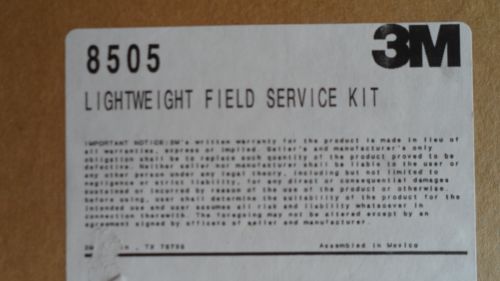 8505
3M
LIGHTWEIGHT FIELD SERVICE KIT
IMPORTANT NOTICE:3M's written warranty for the product is made in lieu of
all warranties, express or implied. Seller's and manufacturer's only
obligation shall be to replace such quantity of the product proved to be
defective. Neither seller nor manufacturer shall be liable to the user or
any other person under any legal theory, including but not limited to
negligence or strict liability, for any direct or consequential damages
sustained or incurred by reason of the use of the product or otherwise.
Before using, user shall determine the suitability of the product for the
intended use and user assumes all risk and liability whatsoever in
connection therewith. The foregoing may not be altered except by an
agreement signed by officers of seller and manufacturer.
, TX Assembled in Mexico